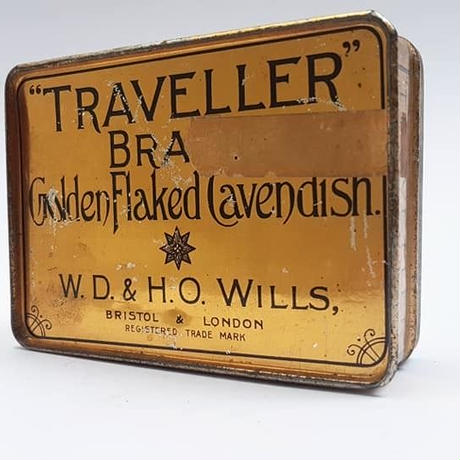 "TRAVELLER"
BRA
Golden Flaked Cavendish.
W. D. & H. O. WILLS,
BRISTOL & LONDON
REGISTERED TRADE MARK